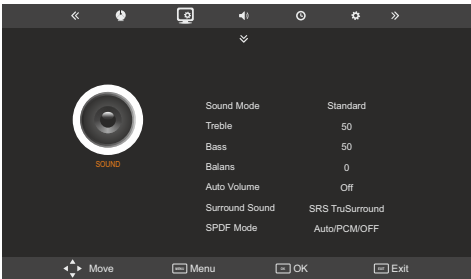 Sound Mode Standard
Treble 50
Bass 50
SOUND
Balans 0
Auto Volume Off
Surround Sound SRS TruSurround
SPDF Mode Auto/PCM/OFF
Move Menu OK Exit